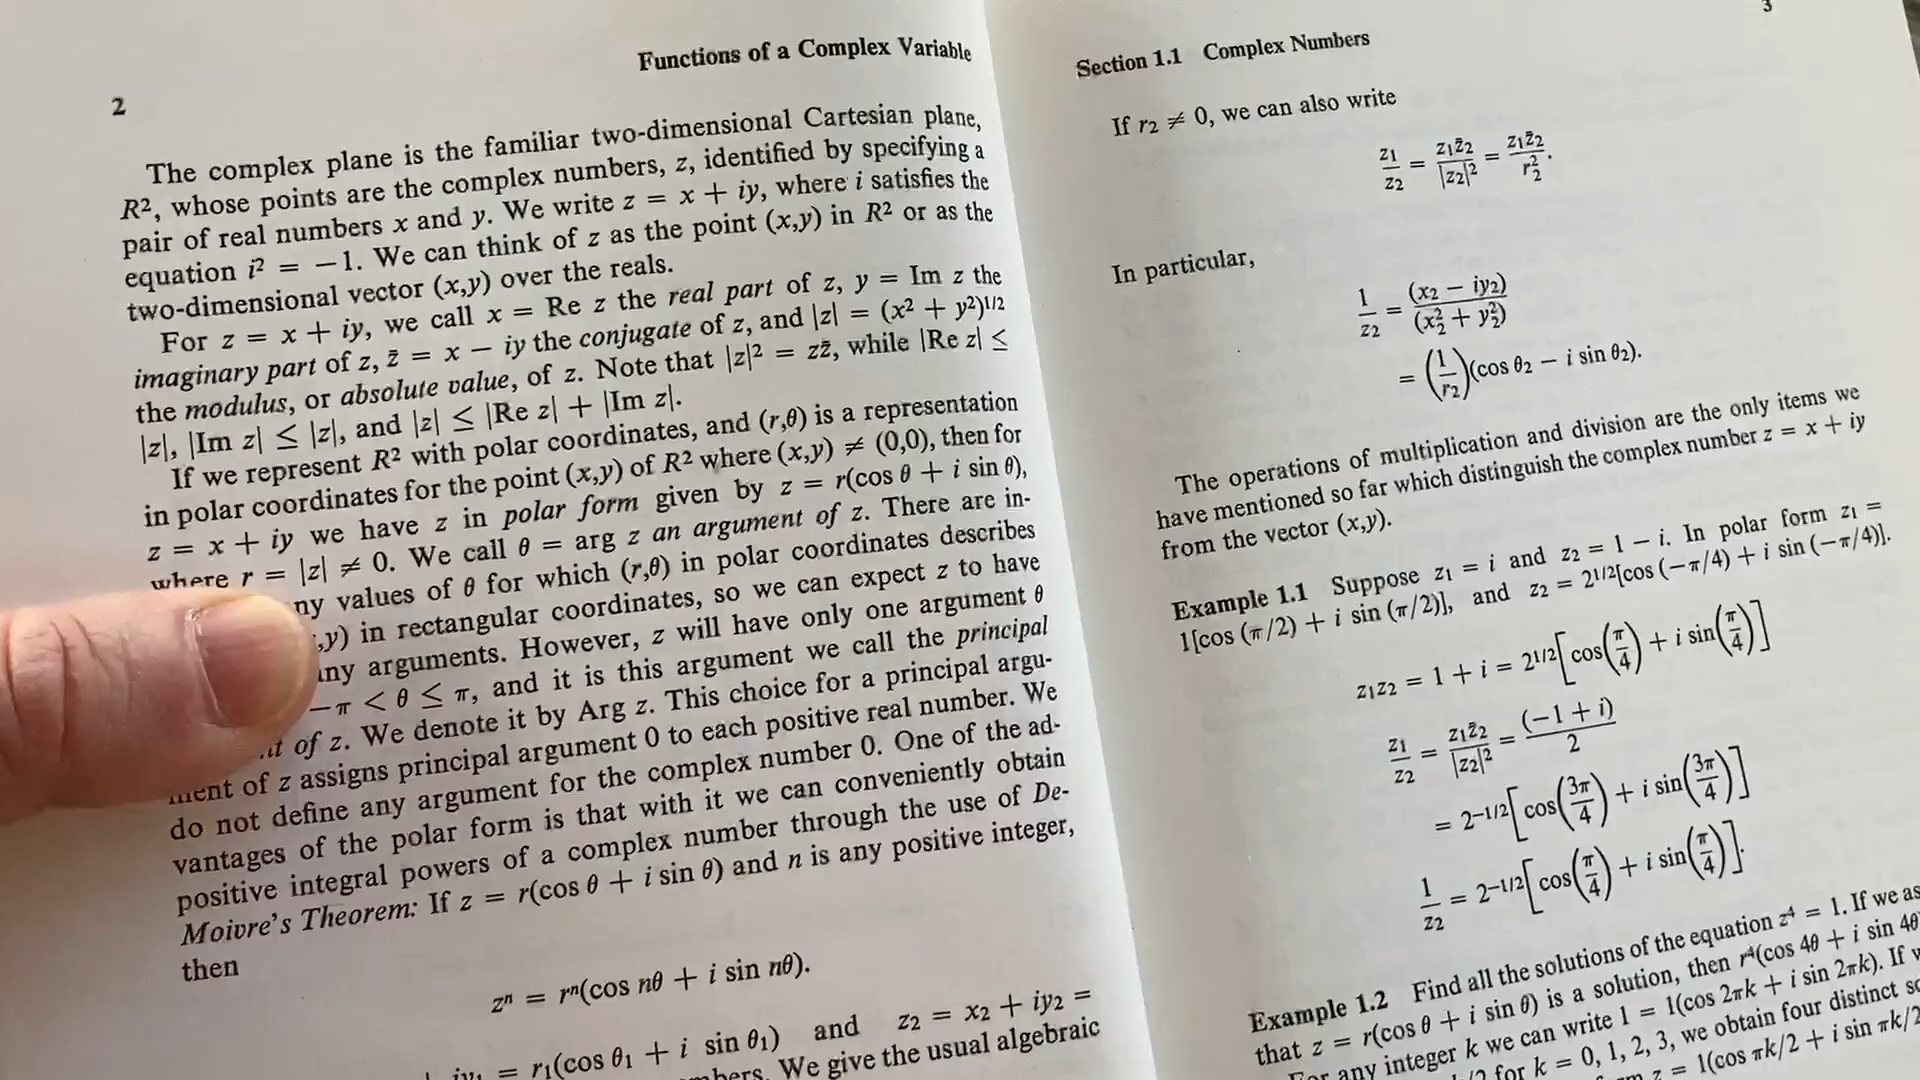 2
Functions of a Complex Variable
The complex plane is the familiar two-dimensional Cartesian plane,
R², whose points are the complex numbers, z, identified by specifying a
pair of real numbers x and y. We write z = x + iy, where i satisfies the
equation i² = −1. We can think of z as the point (x,y) in R² or as the
two-dimensional vector (x,y) over the reals.
For z = x + iy, we call x = Re z the real part of z, y = Im z the
imaginary part of z, z̄ = x − iy the conjugate of z, and |z| = (x² + y²)^1/2
the modulus, or absolute value, of z. Note that |z|² = zz̄, while |Re z| ≤
|z|, |Im z| ≤ |z|, and |z| ≤ |Re z| + |Im z|.
If we represent R² with polar coordinates, and (r,θ) is a representation
in polar coordinates for the point (x,y) of R² where (x,y) ≠ (0,0), then for
z = x + iy we have z in polar form given by z = r(cos θ + i sin θ),
where r = |z| ≠ 0. We call θ = arg z an argument of z. There are in-
ny values of θ for which (r,θ) in polar coordinates describes
,y) in rectangular coordinates, so we can expect z to have
ny arguments. However, z will have only one argument θ
−π < θ ≤ π, and it is this argument we call the principal
t of z. We denote it by Arg z. This choice for a principal argu-
ment of z assigns principal argument 0 to each positive real number. We
do not define any argument for the complex number 0. One of the ad-
vantages of the polar form is that with it we can conveniently obtain
positive integral powers of a complex number through the use of De-
Moivre's Theorem: If z = r(cos θ + i sin θ) and n is any positive integer,
then
zⁿ = rⁿ(cos nθ + i sin nθ).
iy₁ = r₁(cos θ₁ + i sin θ₁) and z₂ = x₂ + iy₂ =
mbers. We give the usual algebraic
3
Section 1.1 Complex Numbers
If r₂ ≠ 0, we can also write
z₁/z₂ = z₁z̄₂/|z₂|² = z₁z̄₂/r₂².
In particular,
1/z₂ = (x₂ − iy₂)/(x₂² + y₂²)
= (1/r₂)(cos θ₂ − i sin θ₂).
The operations of multiplication and division are the only items we
have mentioned so far which distinguish the complex number z = x + iy
from the vector (x,y).
Example 1.1 Suppose z₁ = i and z₂ = 1 − i. In polar form z₁ =
1[cos (π/2) + i sin (π/2)], and z₂ = 2^1/2[cos (−π/4) + i sin (−π/4)].
z₁z₂ = 1 + i = 2^1/2[cos(π/4) + i sin(π/4)]
z₁/z₂ = z₁z̄₂/|z₂|² = (−1 + i)/2
= 2^−1/2[cos(3π/4) + i sin(3π/4)]
1/z₂ = 2^−1/2[cos(π/4) + i sin(π/4)].
Example 1.2 Find all the solutions of the equation z⁴ = 1. If we as
that z = r(cos θ + i sin θ) is a solution, then r⁴(cos 4θ + i sin 4θ
For any integer k we can write 1 = 1(cos 2πk + i sin 2πk). If
/2 for k = 0, 1, 2, 3, we obtain four distinct so
z = 1(cos πk/2 + i sin πk/2